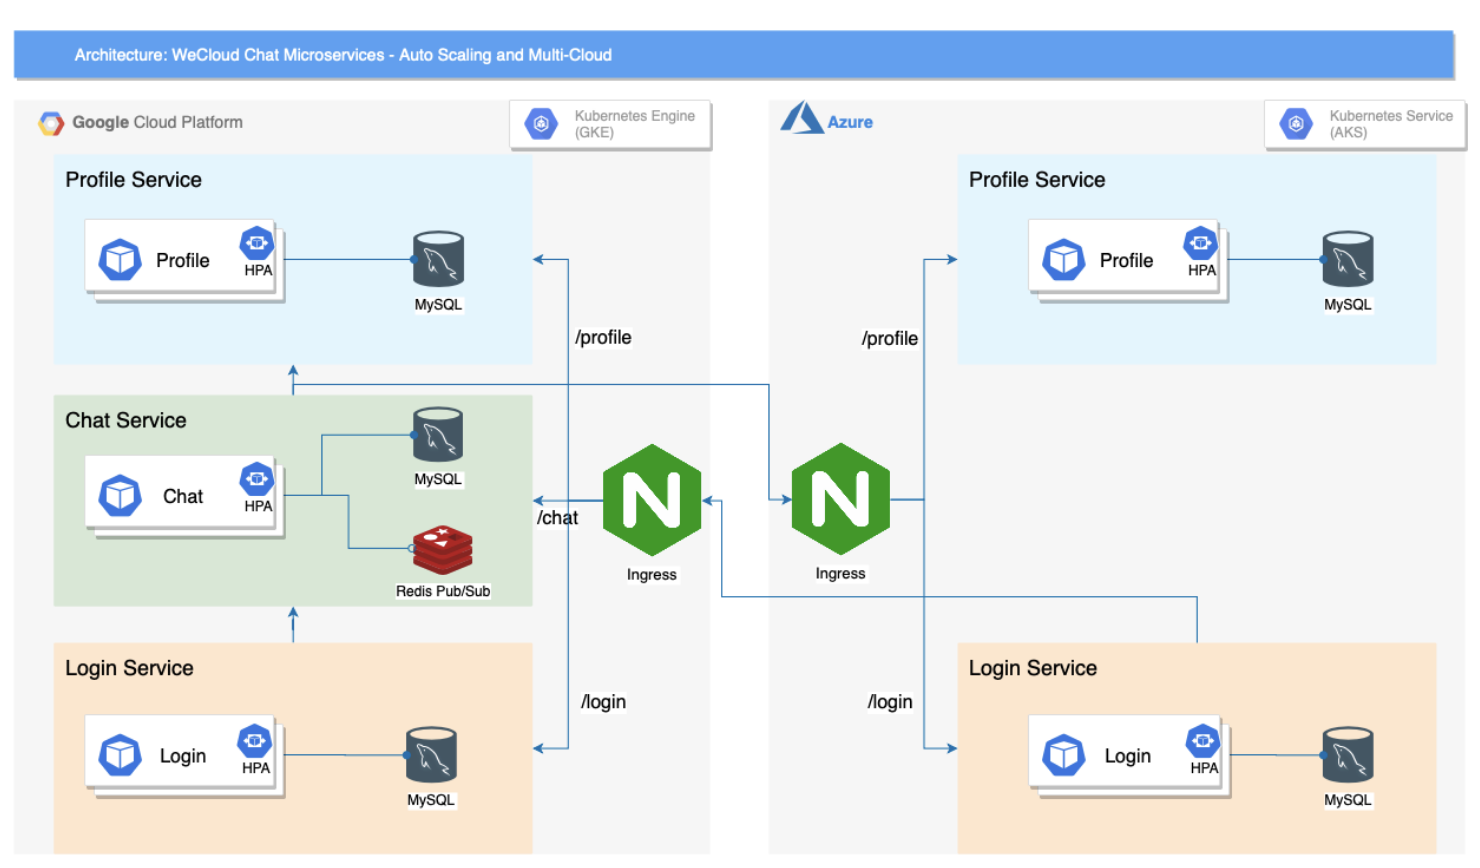 Architecture: WeCloud Chat Microservices - Auto Scaling and Multi-Cloud
Google Cloud Platform
Kubernetes Engine
(GKE)
Azure
Kubernetes Service
(AKS)
Profile Service
Profile
HPA
MySQL
/profile
Chat Service
Chat
HPA
MySQL
Redis Pub/Sub
/chat
Ingress
Login Service
Login
HPA
MySQL
/login
Ingress
Profile Service
Profile
HPA
MySQL
/profile
Login Service
Login
HPA
MySQL
/login